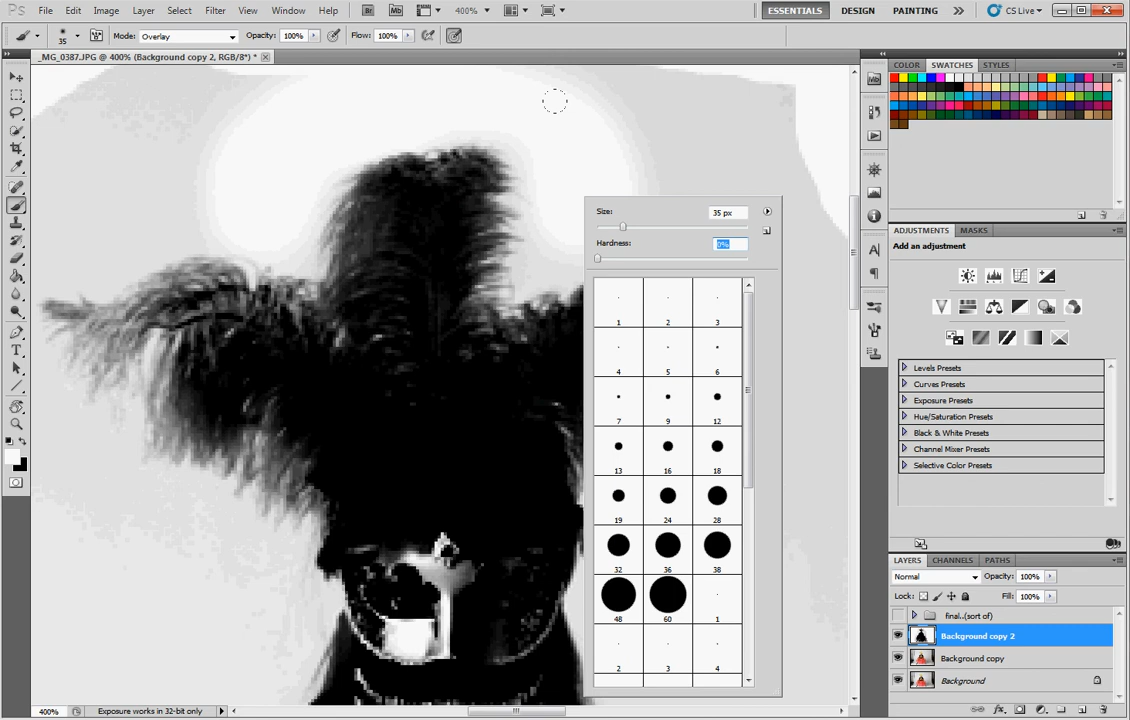 Ps File Edit Image Layer Select Filter View Window Help Br Mb 400% ESSENTIALS DESIGN PAINTING CS Live
35 Mode: Overlay Opacity: 100% Flow: 100%
_MG_0387.JPG @ 400% (Background copy 2, RGB/8*) *
COLOR SWATCHES STYLES
Mb
Size: 35 px
Hardness: 0%
1 2 3
4 5 6
7 9 12
13 16 18
19 24 28
32 36 38
48 60 1
2 3 4
ADJUSTMENTS MASKS
Add an adjustment
Levels Presets
Curves Presets
Exposure Presets
Hue/Saturation Presets
Black & White Presets
Channel Mixer Presets
Selective Color Presets
LAYERS CHANNELS PATHS
Normal Opacity: 100%
Lock: Fill: 100%
final..(sort of)
Background copy 2
Background copy
Background
400% Exposure works in 32-bit only